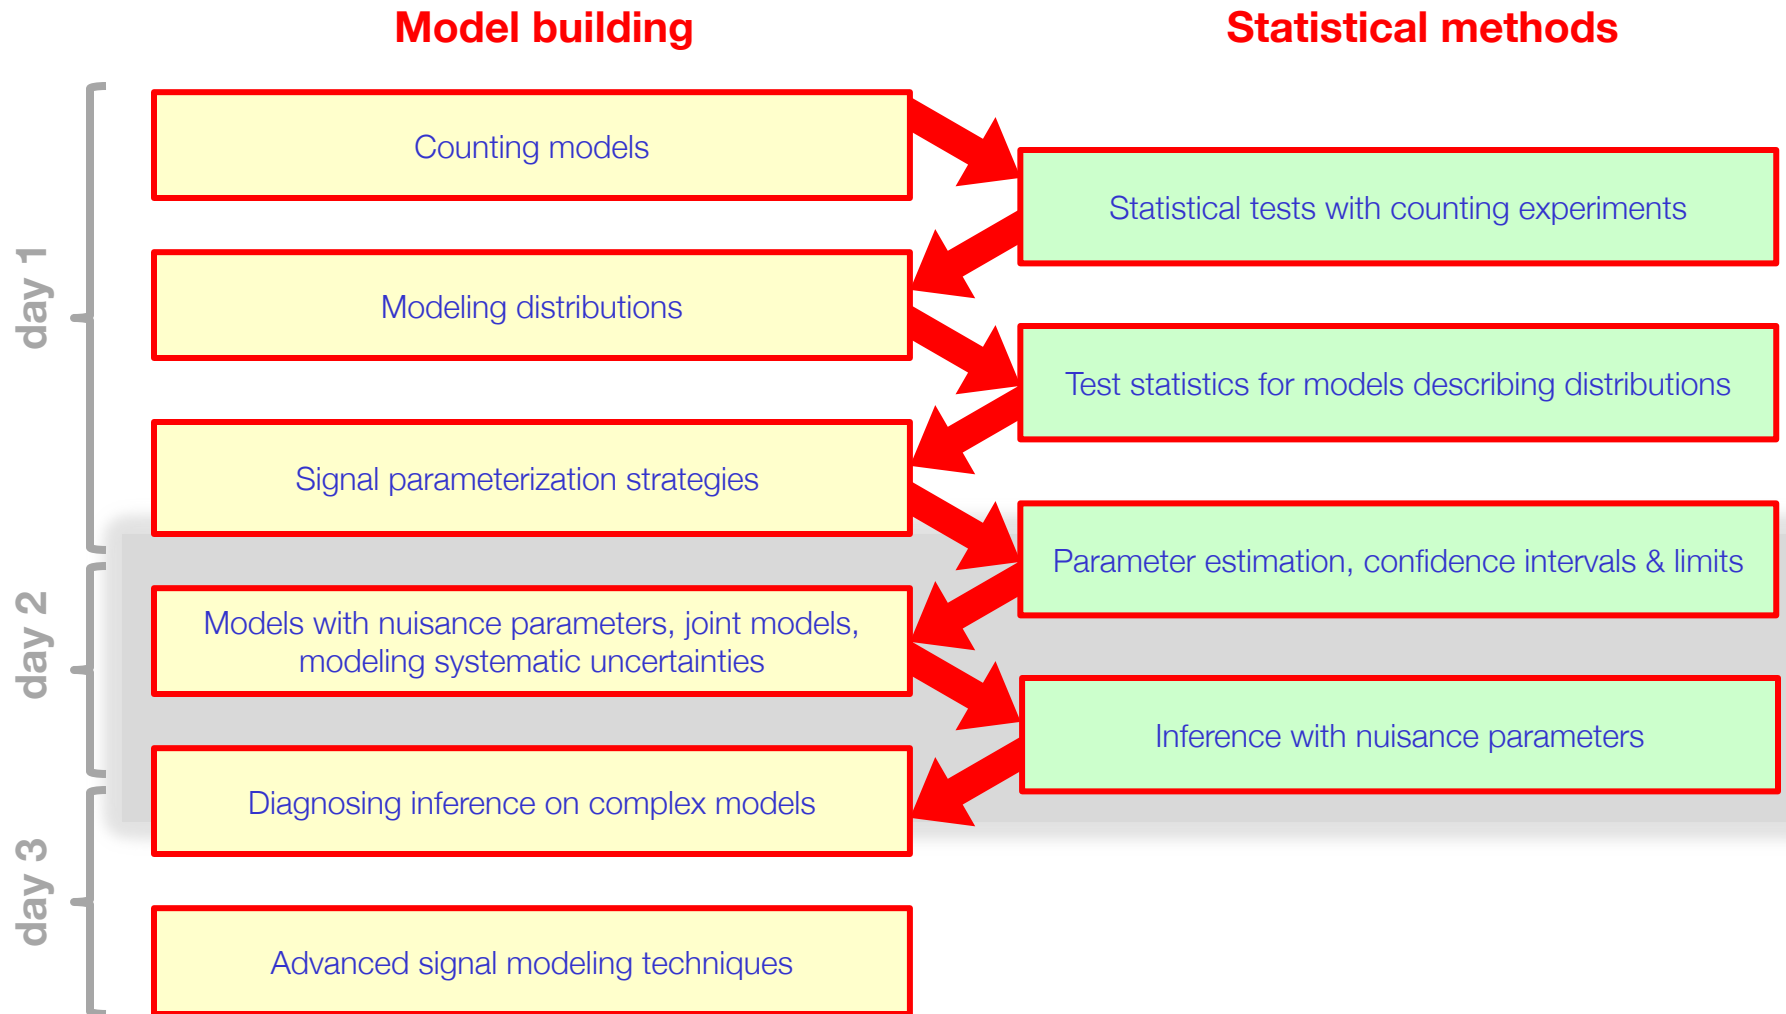 Model building
Statistical methods
day 1
Counting models
Statistical tests with counting experiments
Modeling distributions
Test statistics for models describing distributions
Signal parameterization strategies
Parameter estimation, confidence intervals & limits
day 2
Models with nuisance parameters, joint models,
modeling systematic uncertainties
Inference with nuisance parameters
day 3
Diagnosing inference on complex models
Advanced signal modeling techniques